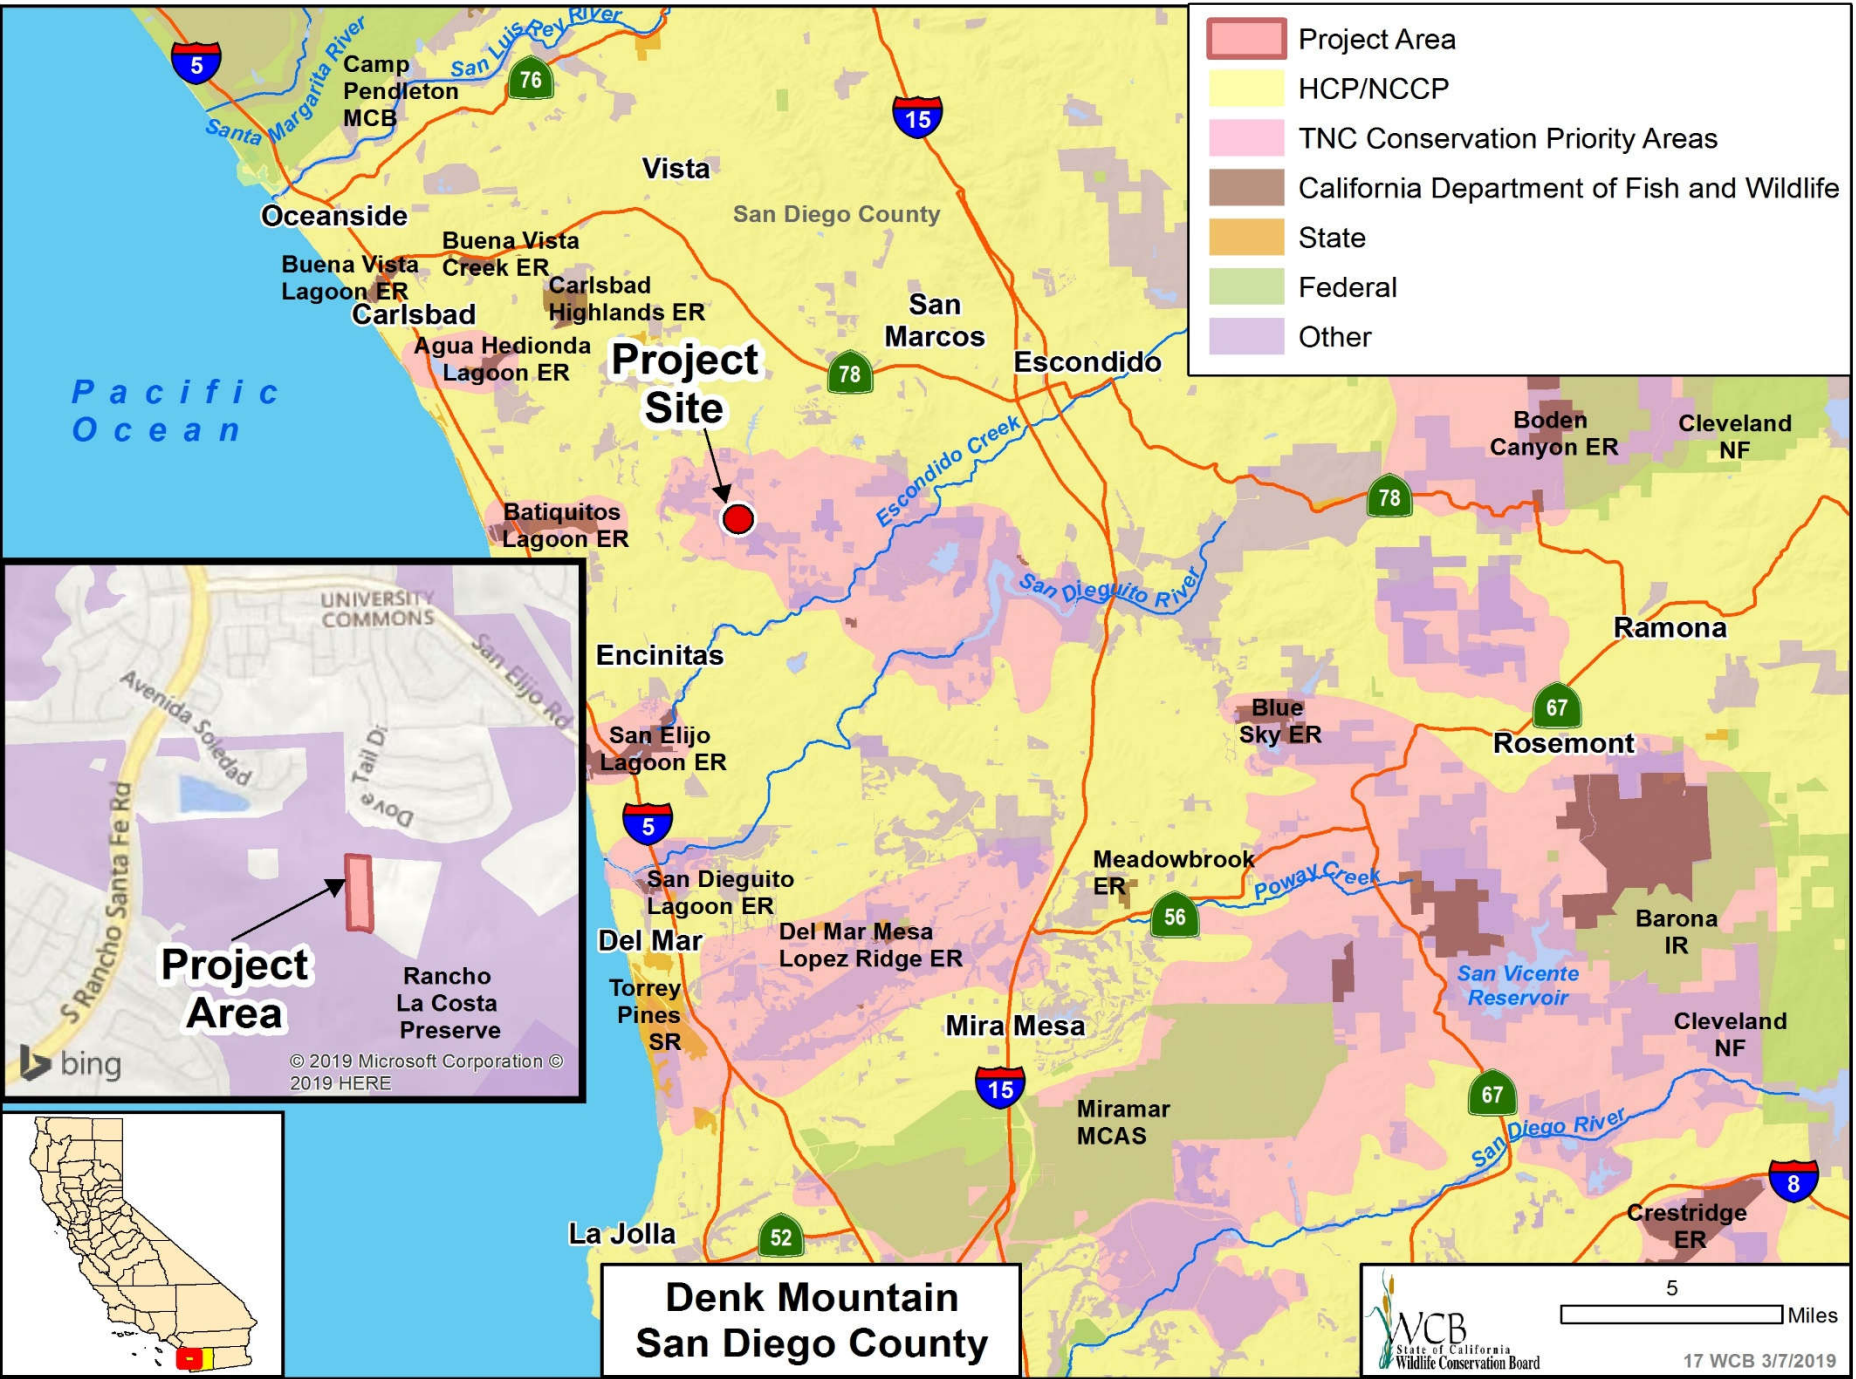 5
Santa Margarita River
Camp
Pendleton
MCB
San Luis Rey River
76
15
Project Area
HCP/NCCP
TNC Conservation Priority Areas
California Department of Fish and Wildlife
State
Federal
Other
Vista
San Diego County
Oceanside
Buena Vista
Creek ER
Buena Vista
Lagoon ER
Carlsbad
Highlands ER
Carlsbad
Agua Hedionda
Lagoon ER
San
Marcos
Escondido
Project
Site
78
Pacific
Ocean
Escondido Creek
Boden
Canyon ER
Cleveland
NF
78
Batiquitos
Lagoon ER
San Dieguito River
Ramona
Encinitas
67
Rosemont
Blue
Sky ER
San Elijo
Lagoon ER
5
San Dieguito
Lagoon ER
Meadowbrook
ER
Poway Creek
56
Del Mar
Del Mar Mesa
Lopez Ridge ER
Barona
IR
San Vicente
Reservoir
Torrey
Pines
SR
Mira Mesa
Cleveland
NF
15
Miramar
MCAS
67
San Diego River
8
Crestridge
ER
La Jolla
52
UNIVERSITY
COMMONS
San Elijo Rd
Avenida Soledad
Dove Tail Dr
S Rancho Santa Fe Rd
Project
Area
Rancho
La Costa
Preserve
bing
© 2019 Microsoft Corporation ©
2019 HERE
Denk Mountain
San Diego County
WCB
State of California
Wildlife Conservation Board
5
Miles
17 WCB 3/7/2019